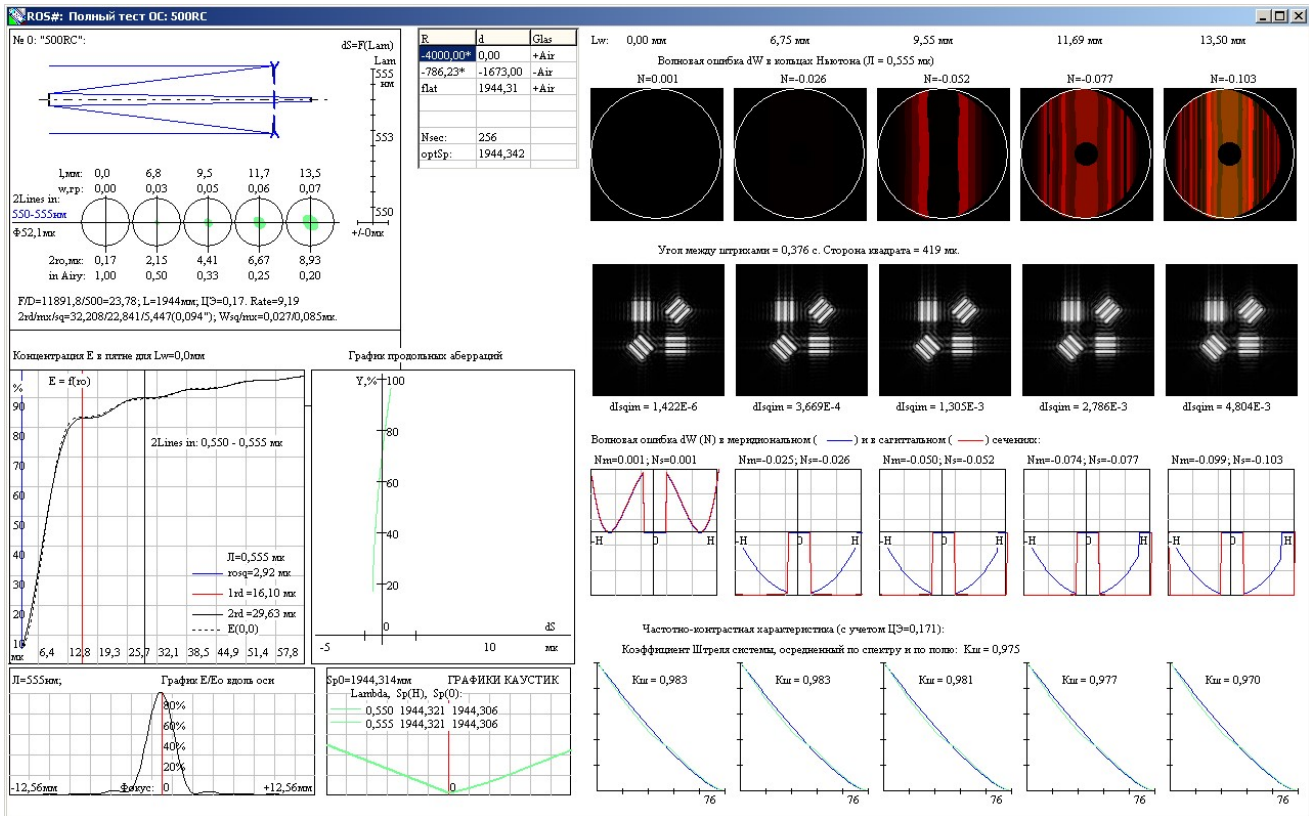 ROS#: Полный тест ОС: 500RC
№ 0: "500RC":
dS=F(Lam)
Lam
555
нм
553
550
+/-0мк
l,мм: 0,0 6,8 9,5 11,7 13,5
w,гр: 0,00 0,03 0,05 0,06 0,07
2Lines in:
550-555нм
Ф52,1мк
2ro,мк: 0,17 2,15 4,41 6,67 8,93
in Airy: 1,00 0,50 0,33 0,25 0,20
F/D=11891,8/500=23,78; L=1944мм; ЦЭ=0,17. Rate=9,19
2rd/mx/sq=32,208/22,841/5,447(0,094"); Wsq/mx=0,027/0,085мк.
R d Glas
-4000,00* 0,00 +Air
-786,23* -1673,00 -Air
flat 1944,31 +Air
Nsec: 256
optSp: 1944,342
Lw: 0,00 мм 6,75 мм 9,55 мм 11,69 мм 13,50 мм
Волновая ошибка dW в кольцах Ньютона (Л = 0,555 мк)
N=0.001 N=-0.026 N=-0.052 N=-0.077 N=-0.103
Угол между штрихами = 0,376 с. Сторона квадрата = 419 мк.
dIsqim = 1,422E-6 dIsqim = 3,669E-4 dIsqim = 1,305E-3 dIsqim = 2,786E-3 dIsqim = 4,804E-3
Волновая ошибка dW (N) в меридиональном ( ) и в сагиттальном ( ) сечениях:
Nm=0.001; Ns=0.001 Nm=-0.025; Ns=-0.026 Nm=-0.050; Ns=-0.052 Nm=-0.074; Ns=-0.077 Nm=-0.099; Ns=-0.103
-H 0 H -H 0 H -H 0 H -H 0 H -H 0 H
Частотно-контрастная характеристика (с учетом ЦЭ=0,171):
Коэффициент Штреля системы, осредненный по спектру и по полю: Kш = 0,975
Kш = 0,983 Kш = 0,983 Kш = 0,981 Kш = 0,977 Kш = 0,970
76 76 76 76 76
Концентрация E в пятне для Lw=0,0мм
% E = f(ro)
90
80
70
60
50
40
30
20
10
2Lines in: 0,550 - 0,555 мк
Л=0,555 мк
rosq=2,92 мк
1rd =16,10 мк
2rd =29,63 мк
E(0,0)
мк 6,4 12,8 19,3 25,7 32,1 38,5 44,9 51,4 57,8
График продольных аберраций
Y,% 100
80
60
40
20
0 dS
-5 10 мк
Л=555нм; График E/Eo вдоль оси
80%
60%
40%
20%
-12,56мм Фокус: 0 +12,56мм
Sp0=1944,314мм ГРАФИКИ КАУСТИК
Lambda, Sp(H), Sp(0):
0,550 1944,321 1944,306
0,555 1944,321 1944,306
0